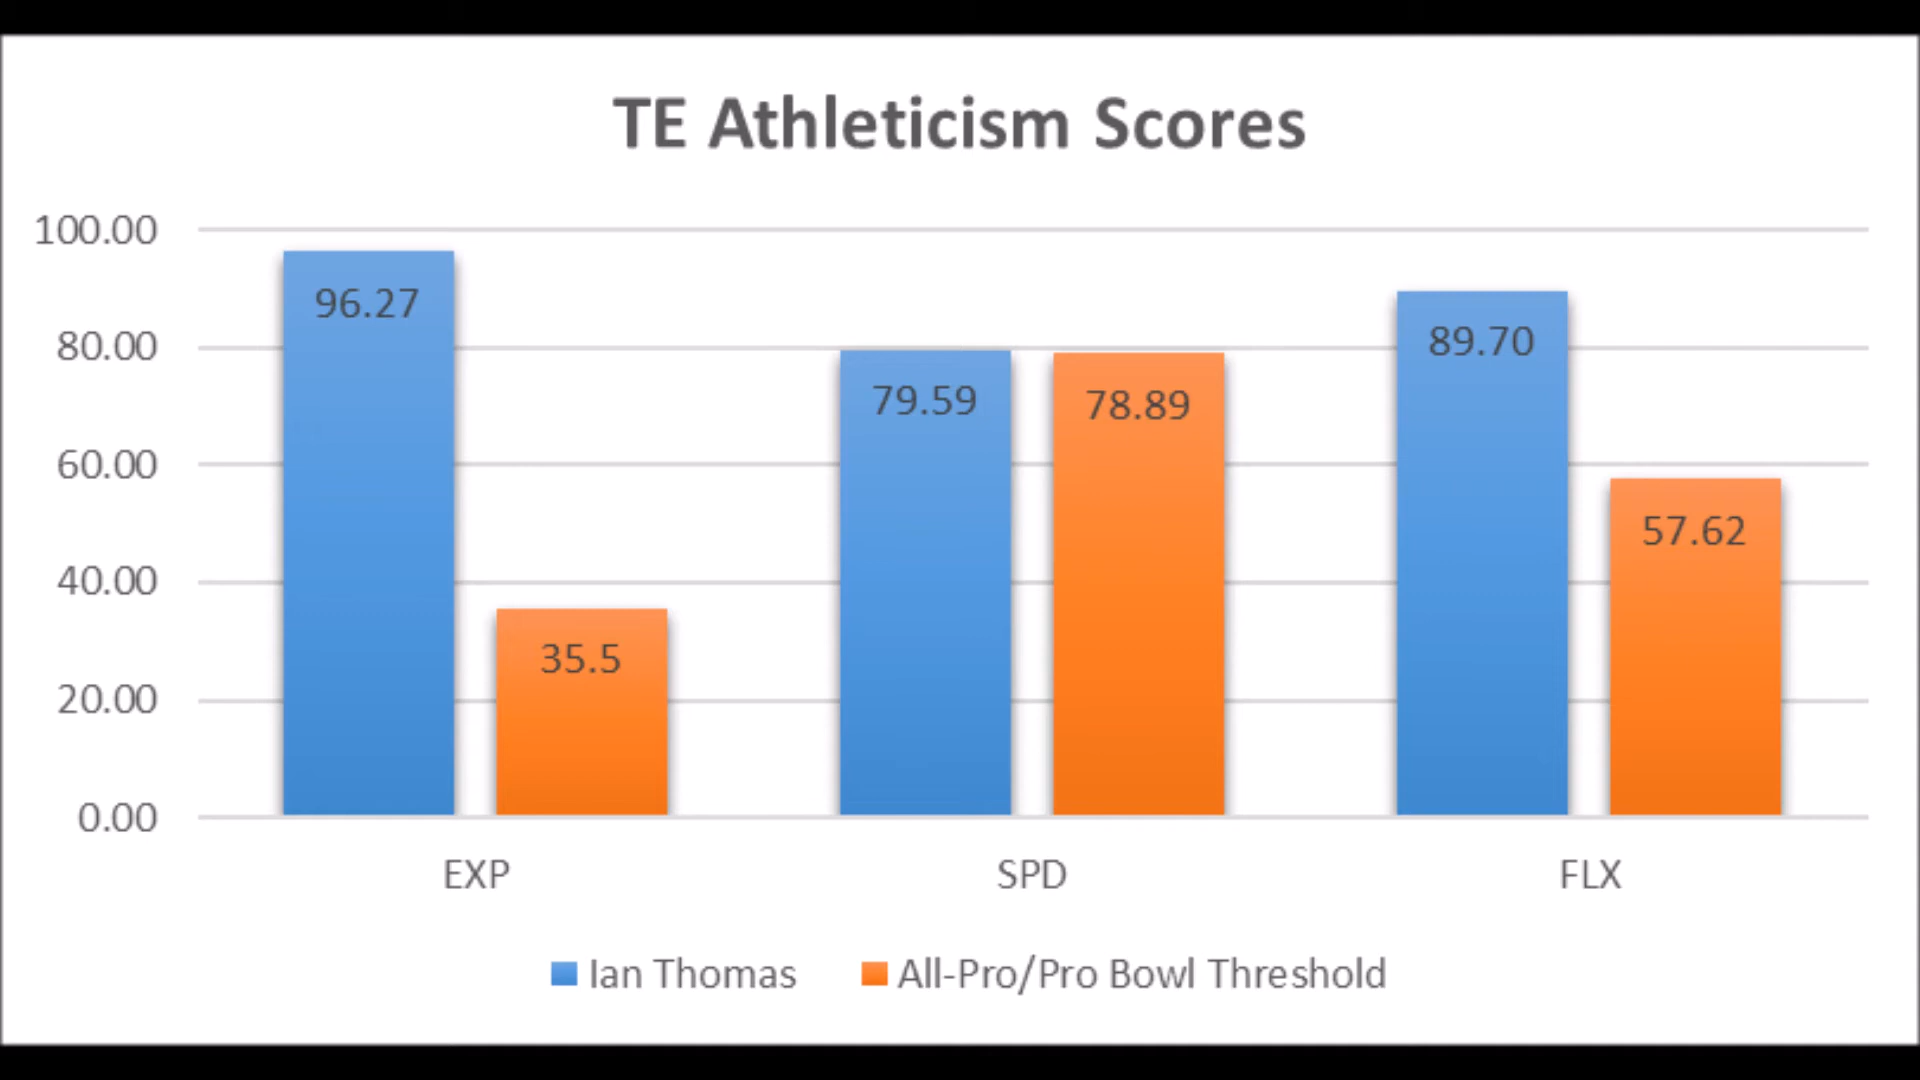 TE Athleticism Scores
100.00
80.00
60.00
40.00
20.00
0.00
96.27
35.5
79.59
78.89
89.70
57.62
EXP
SPD
FLX
Ian Thomas
All-Pro/Pro Bowl Threshold